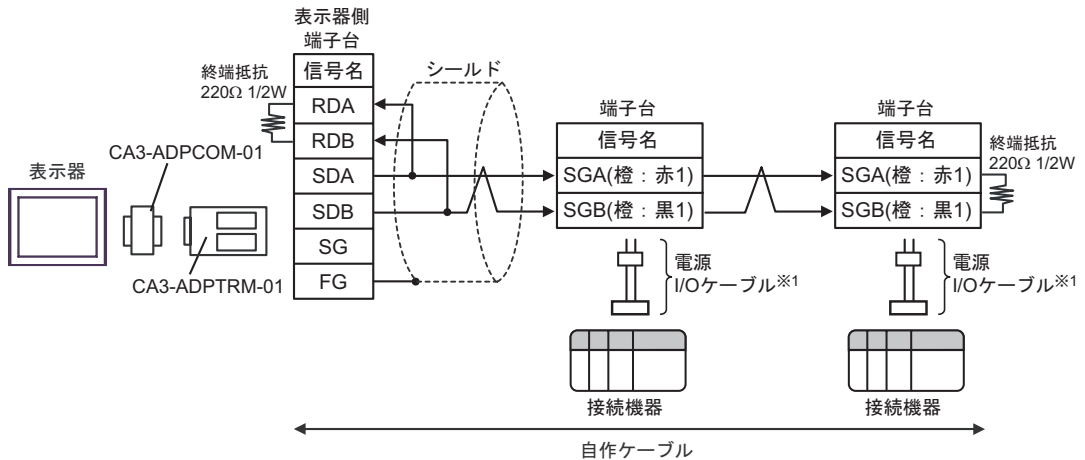 表示器側
端子台
信号名
RDA
RDB
SDA
SDB
SG
FG
終端抵抗
220Ω 1/2W
シールド
CA3-ADPCOM-01
表示器
CA3-ADPTRM-01
端子台
信号名
SGA(橙：赤1)
SGB(橙：黒1)
電源
I/Oケーブル※1
接続機器
端子台
信号名
SGA(橙：赤1)
SGB(橙：黒1)
終端抵抗
220Ω 1/2W
電源
I/Oケーブル※1
接続機器
自作ケーブル